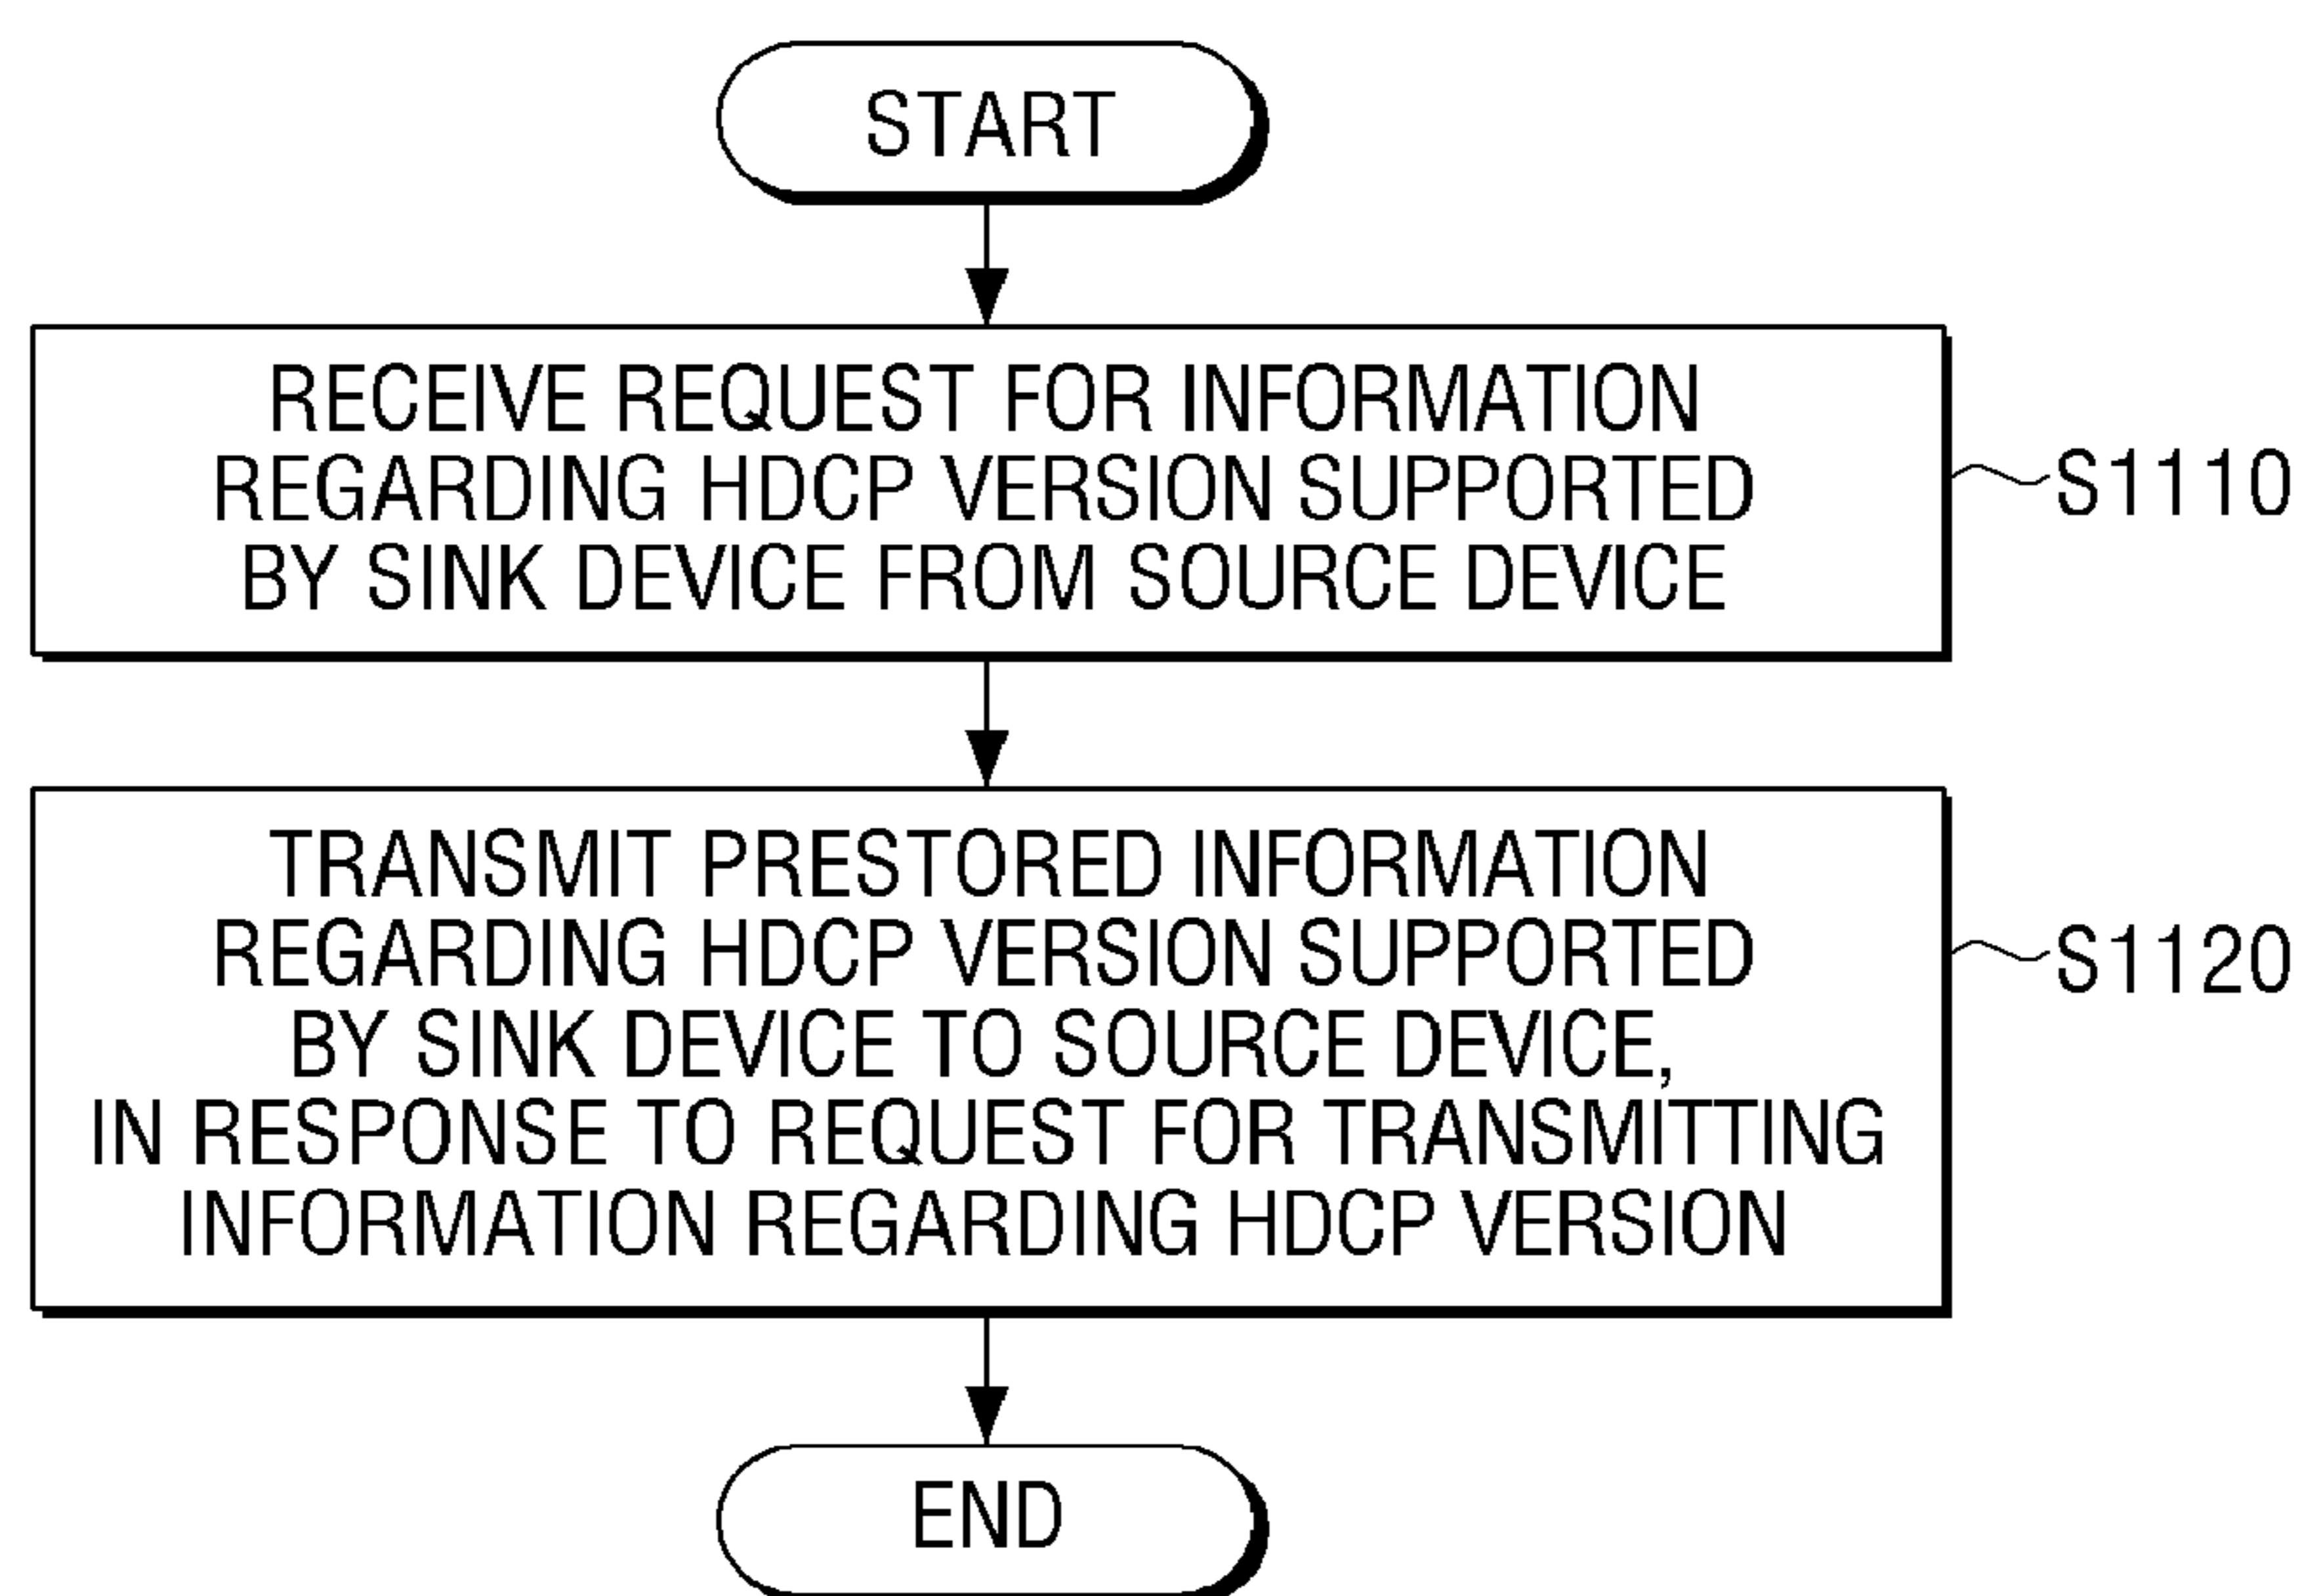 START
RECEIVE REQUEST FOR INFORMATION
REGARDING HDCP VERSION SUPPORTED
BY SINK DEVICE FROM SOURCE DEVICE
S1110
TRANSMIT PRESTORED INFORMATION
REGARDING HDCP VERSION SUPPORTED
BY SINK DEVICE TO SOURCE DEVICE,
IN RESPONSE TO REQUEST FOR TRANSMITTING
INFORMATION REGARDING HDCP VERSION
S1120
END